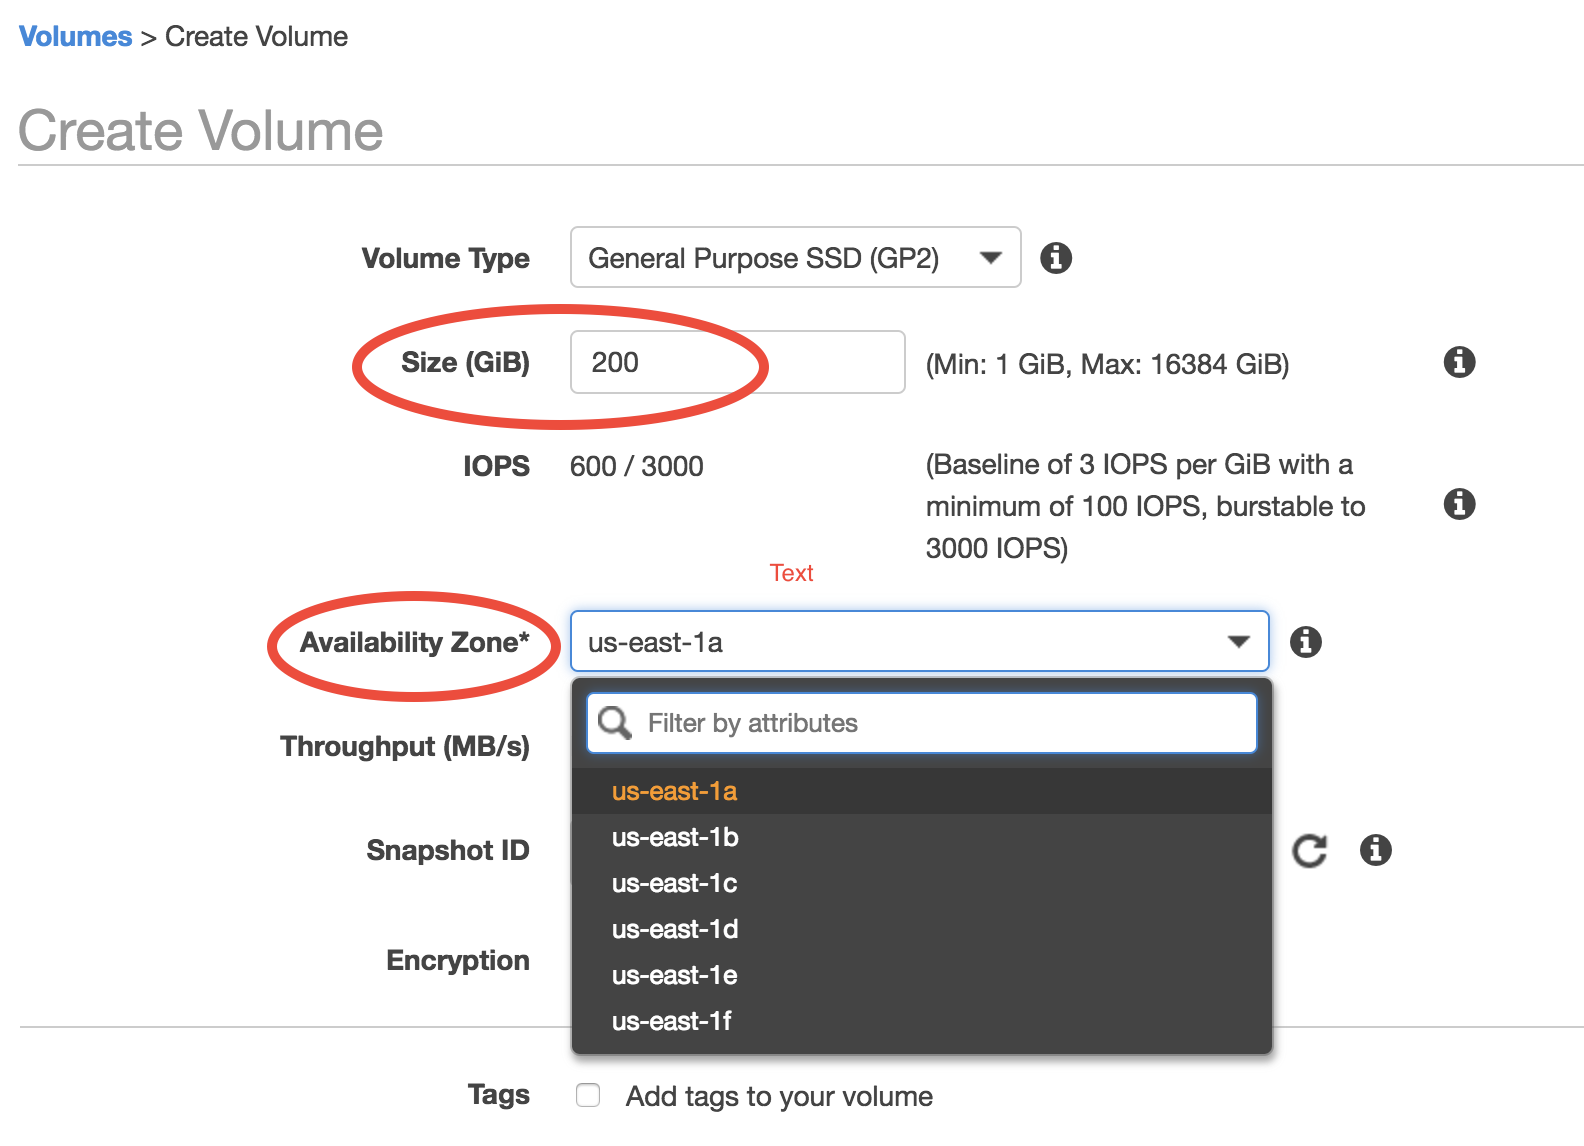 Volumes > Create Volume
Create Volume
Volume Type General Purpose SSD (GP2)
Size (GiB) 200 (Min: 1 GiB, Max: 16384 GiB)
IOPS 600 / 3000 (Baseline of 3 IOPS per GiB with a
minimum of 100 IOPS, burstable to
3000 IOPS)
Text
Availability Zone* us-east-1a
Filter by attributes
Throughput (MB/s)
us-east-1a
us-east-1b
Snapshot ID
us-east-1c
us-east-1d
Encryption
us-east-1e
us-east-1f
Tags Add tags to your volume